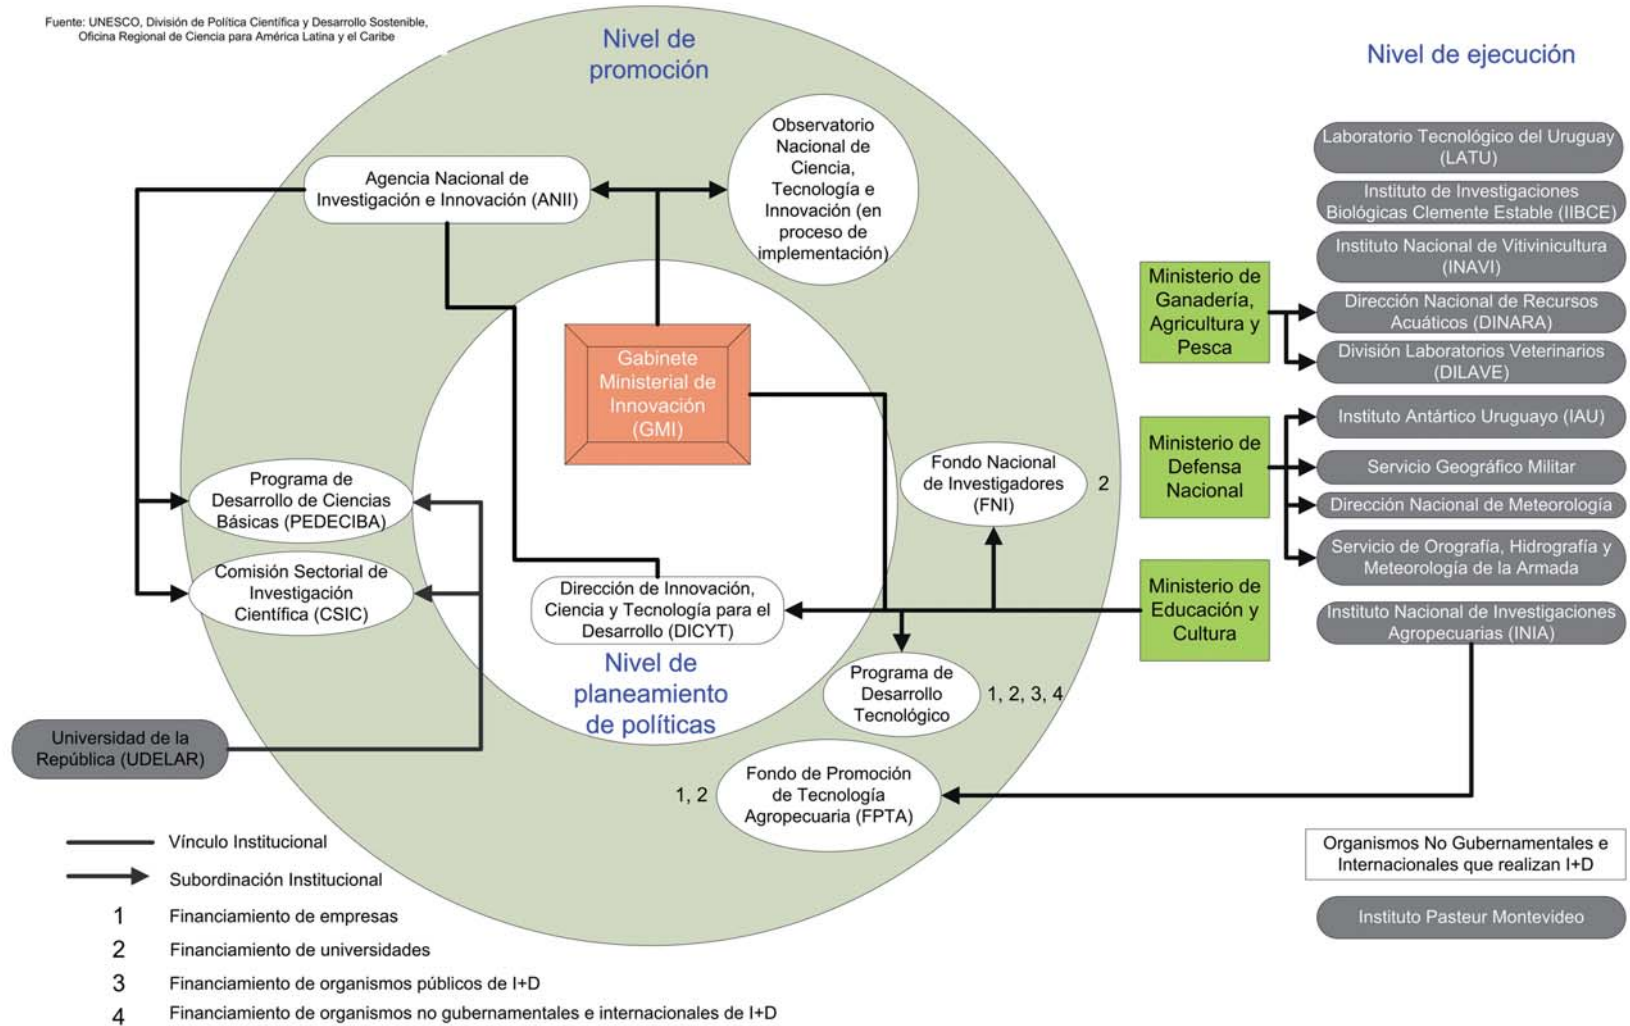 Fuente: UNESCO, División de Política Científica y Desarrollo Sostenible,
Oficina Regional de Ciencia para América Latina y el Caribe
Nivel de
promoción
Nivel de ejecución
Observatorio
Nacional de
Ciencia,
Tecnología e
Innovación (en
proceso de
implementación)
Agencia Nacional de
Investigación e Innovación (ANII)
Gabinete
Ministerial de
Innovación
(GMI)
Programa de
Desarrollo de Ciencias
Básicas (PEDECIBA)
Comisión Sectorial de
Investigación
Científica (CSIC)
Fondo Nacional
de Investigadores
(FNI)
2
Dirección de Innovación,
Ciencia y Tecnología para el
Desarrollo (DICYT)
Nivel de
planeamiento
de políticas
Programa de
Desarrollo
Tecnológico
1, 2, 3, 4
Universidad de la
República (UDELAR)
1, 2
Fondo de Promoción
de Tecnología
Agropecuaria (FPTA)
Ministerio de
Ganadería,
Agricultura y
Pesca
Ministerio de
Defensa
Nacional
Ministerio de
Educación y
Cultura
Laboratorio Tecnológico del Uruguay
(LATU)
Instituto de Investigaciones
Biológicas Clemente Estable (IIBCE)
Instituto Nacional de Vitivinicultura
(INAVI)
Dirección Nacional de Recursos
Acuáticos (DINARA)
División Laboratorios Veterinarios
(DILAVE)
Instituto Antártico Uruguayo (IAU)
Servicio Geográfico Militar
Dirección Nacional de Meteorología
Servicio de Orografía, Hidrografía y
Meteorología de la Armada
Instituto Nacional de Investigaciones
Agropecuarias (INIA)
Organismos No Gubernamentales e
Internacionales que realizan I+D
Instituto Pasteur Montevideo
Vínculo Institucional
Subordinación Institucional
1 Financiamiento de empresas
2 Financiamiento de universidades
3 Financiamiento de organismos públicos de I+D
4 Financiamiento de organismos no gubernamentales e internacionales de I+D